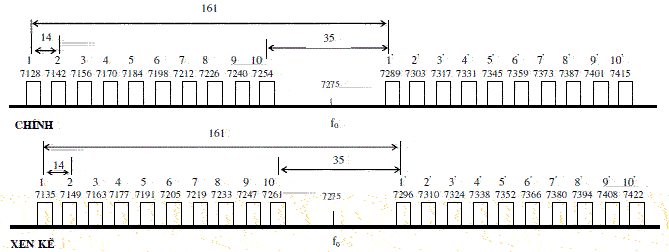 161
14
35
1 2 3 4 5 6 7 8 9 10 1' 2' 3' 4' 5' 6' 7' 8' 9' 10'
7128 7142 7156 7170 7184 7198 7212 7226 7240 7254 7275 7289 7303 7317 7331 7345 7359 7373 7387 7401 7415
CHÍNH f0
161
14 35
1 2 3 4 5 6 7 8 9 10 1' 2' 3' 4' 5' 6' 7' 8' 9' 10'
7135 7149 7163 7177 7191 7205 7219 7233 7247 7261 7275 7296 7310 7324 7338 7352 7366 7380 7394 7408 7422
XEN KẼ f0